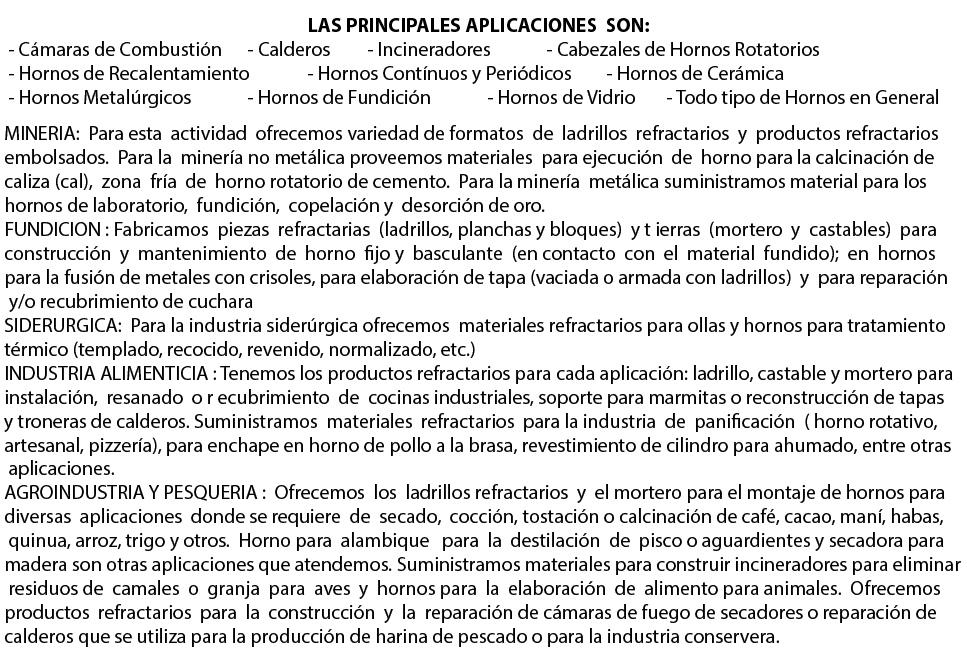 LAS PRINCIPALES APLICACIONES SON:
- Cámaras de Combustión - Calderos - Incineradores - Cabezales de Hornos Rotatorios
- Hornos de Recalentamiento - Hornos Contínuos y Periódicos - Hornos de Cerámica
- Hornos Metalúrgicos - Hornos de Fundición - Hornos de Vidrio - Todo tipo de Hornos en General
MINERIA: Para esta actividad ofrecemos variedad de formatos de ladrillos refractarios y productos refractarios
embolsados. Para la minería no metálica proveemos materiales para ejecución de horno para la calcinación de
caliza (cal), zona fría de horno rotatorio de cemento. Para la minería metálica suministramos material para los
hornos de laboratorio, fundición, copelación y desorción de oro.
FUNDICION : Fabricamos piezas refractarias (ladrillos, planchas y bloques) y t ierras (mortero y castables) para
construcción y mantenimiento de horno fijo y basculante (en contacto con el material fundido); en hornos
para la fusión de metales con crisoles, para elaboración de tapa (vaciada o armada con ladrillos) y para reparación
y/o recubrimiento de cuchara
SIDERURGICA: Para la industria siderúrgica ofrecemos materiales refractarios para ollas y hornos para tratamiento
térmico (templado, recocido, revenido, normalizado, etc.)
INDUSTRIA ALIMENTICIA : Tenemos los productos refractarios para cada aplicación: ladrillo, castable y mortero para
instalación, resanado o r ecubrimiento de cocinas industriales, soporte para marmitas o reconstrucción de tapas
y troneras de calderos. Suministramos materiales refractarios para la industria de panificación ( horno rotativo,
artesanal, pizzería), para enchape en horno de pollo a la brasa, revestimiento de cilindro para ahumado, entre otras
aplicaciones.
AGROINDUSTRIA Y PESQUERIA : Ofrecemos los ladrillos refractarios y el mortero para el montaje de hornos para
diversas aplicaciones donde se requiere de secado, cocción, tostación o calcinación de café, cacao, maní, habas,
quinua, arroz, trigo y otros. Horno para alambique para la destilación de pisco o aguardientes y secadora para
madera son otras aplicaciones que atendemos. Suministramos materiales para construir incineradores para eliminar
residuos de camales o granja para aves y hornos para la elaboración de alimento para animales. Ofrecemos
productos refractarios para la construcción y la reparación de cámaras de fuego de secadores o reparación de
calderos que se utiliza para la producción de harina de pescado o para la industria conservera.